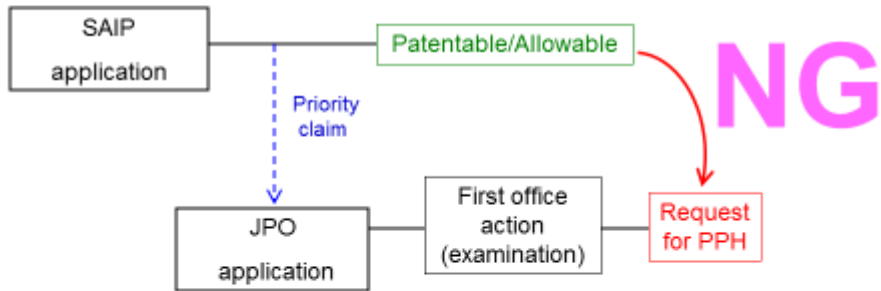 SAIP
application
Patentable/Allowable
NG
Priority
claim
JPO
application
First office
action
(examination)
Request
for PPH